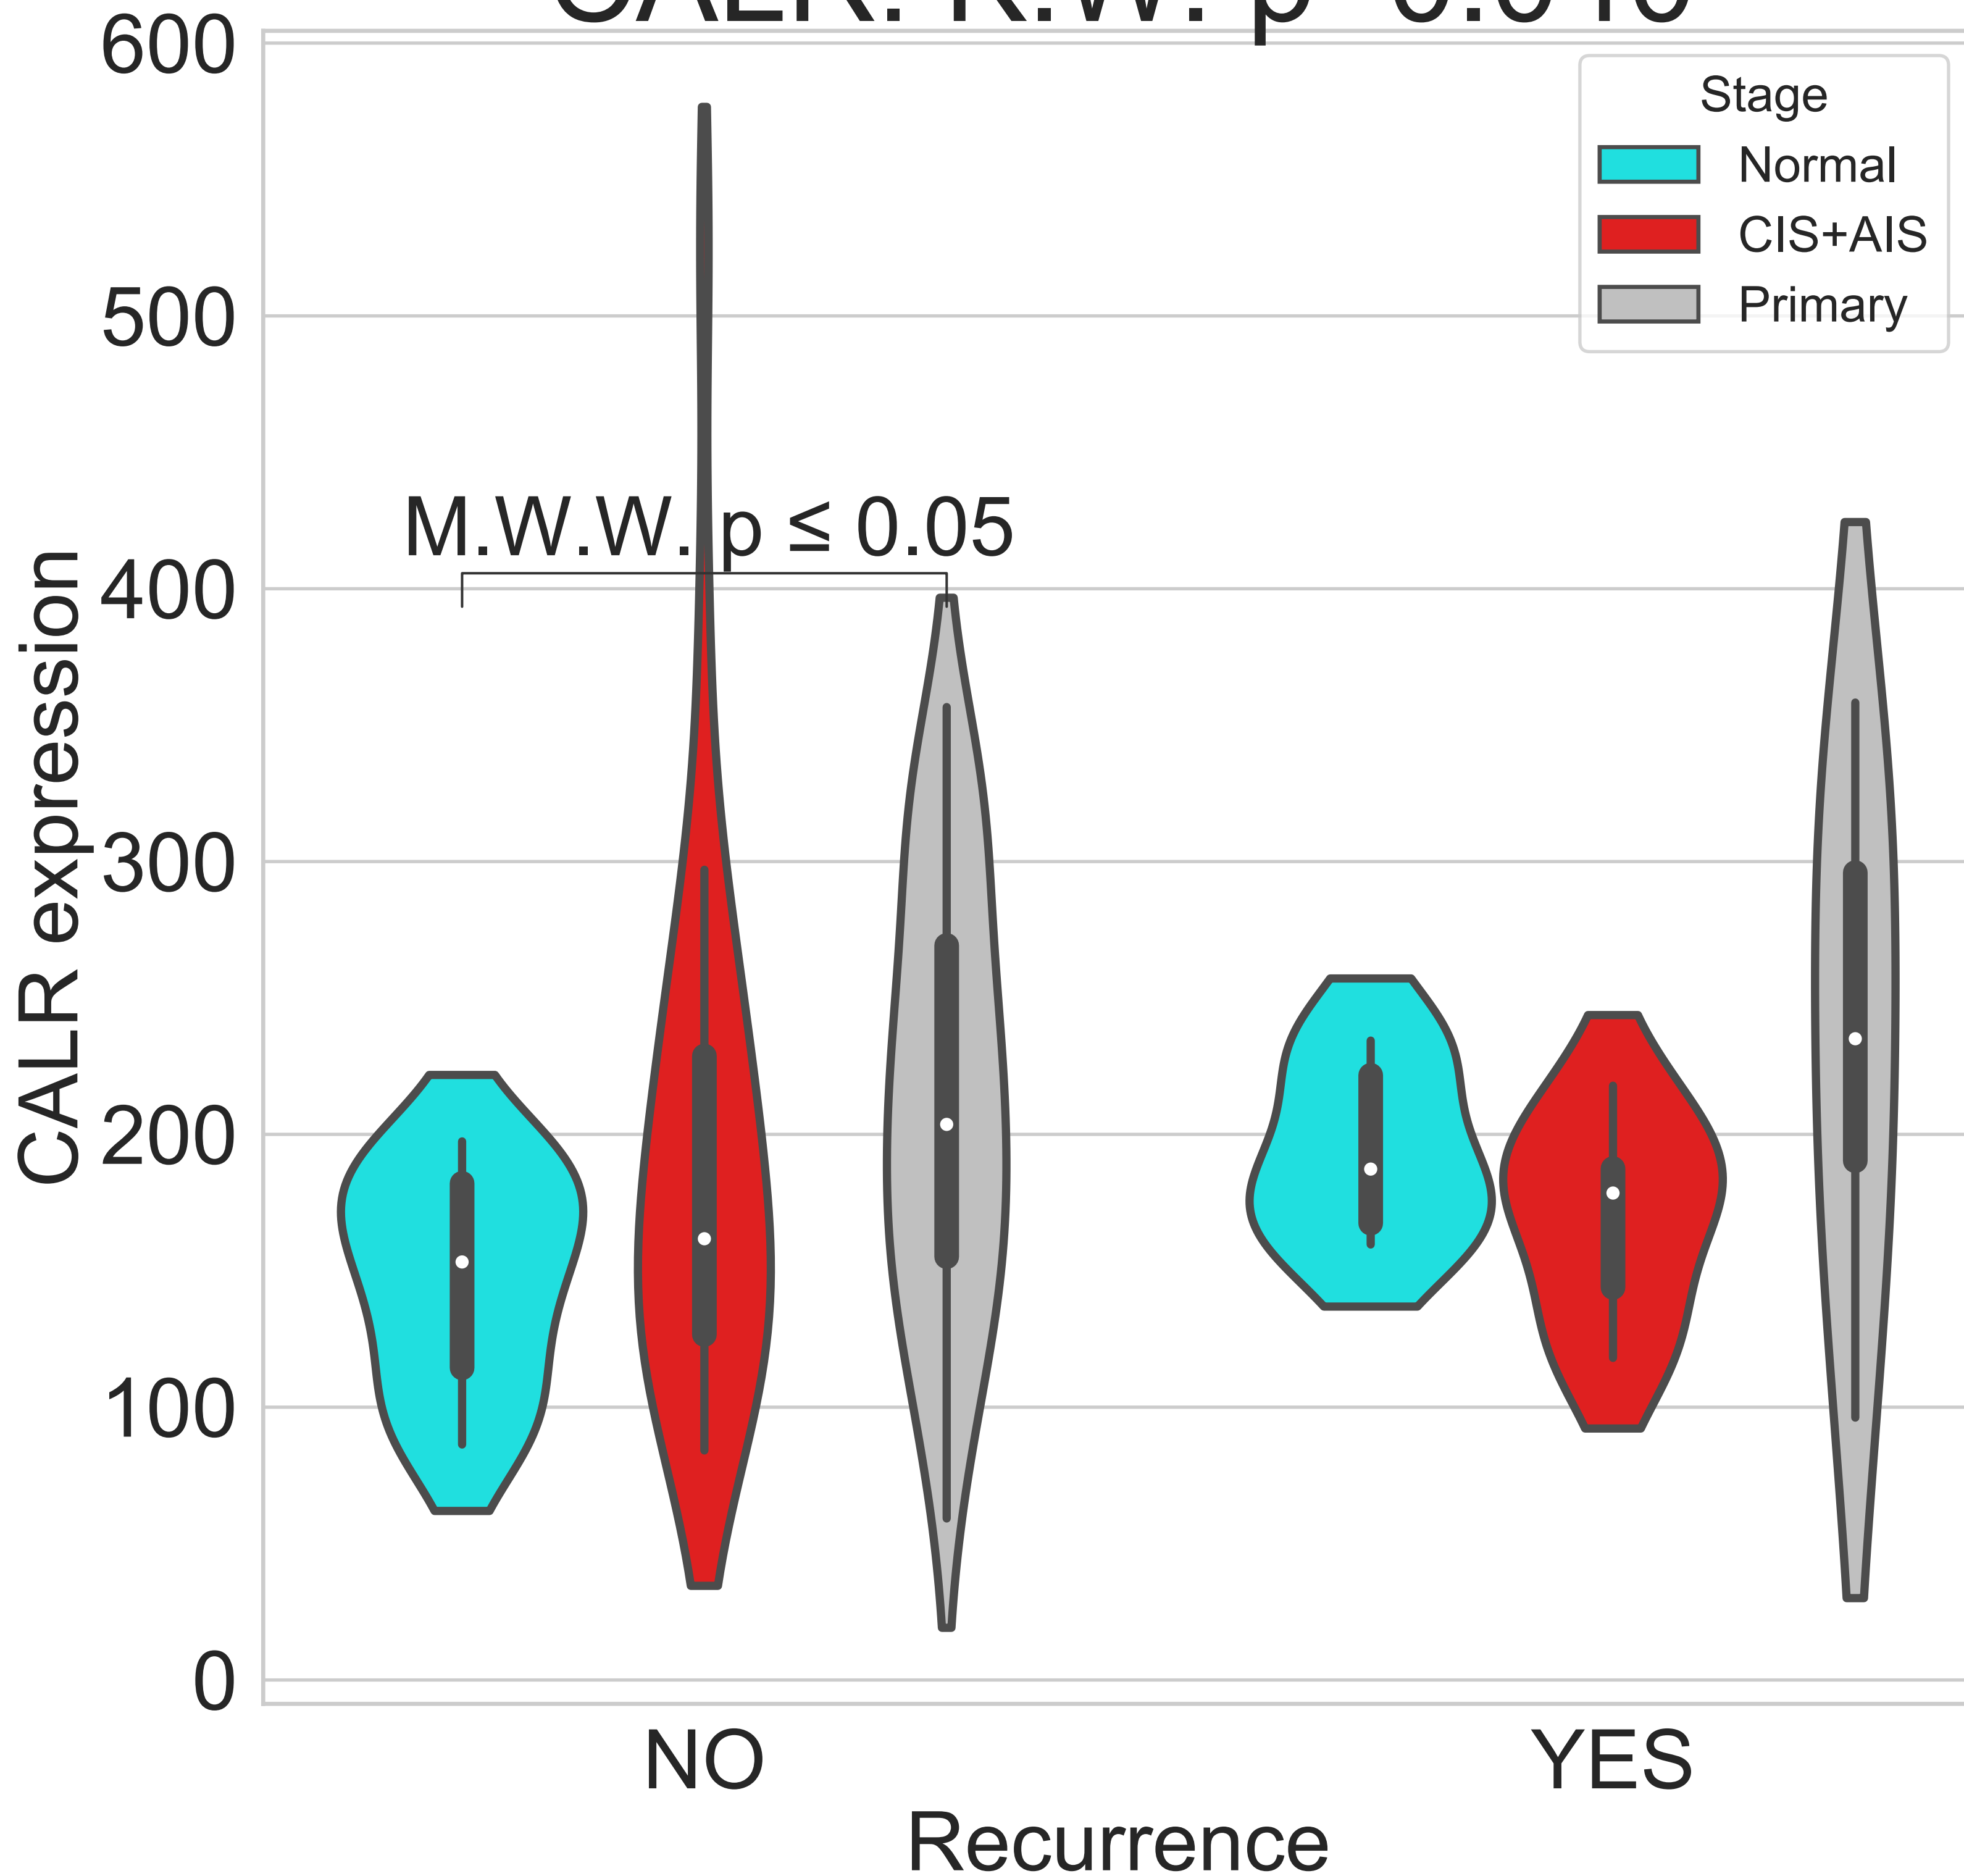 600
500
400
300
200
100
0
CALR expression
Stage
Normal
CIS+AIS
Primary
M.W.W. p ≤ 0.05
NO
YES
Recurrence